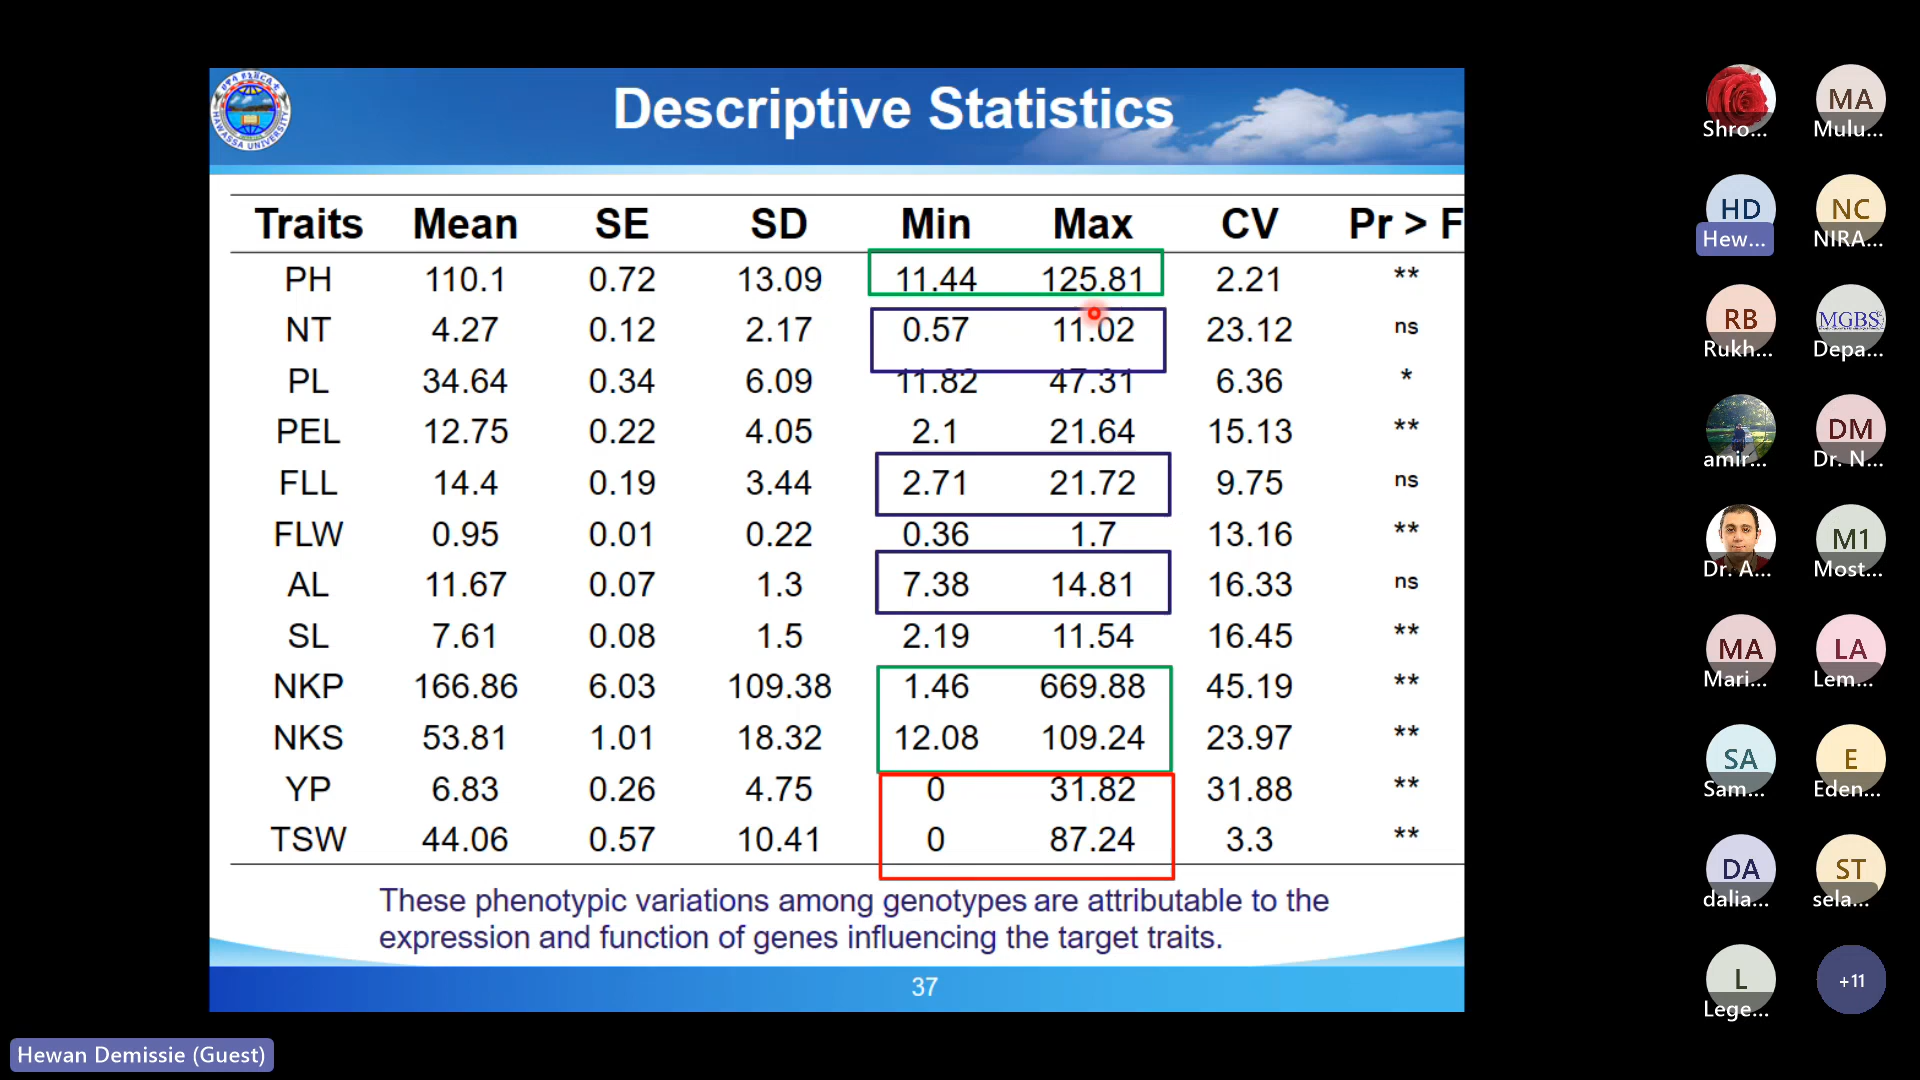 Descriptive Statistics
HAWASSA UNIVERSITY
Traits Mean SE SD Min Max CV Pr > F
PH 110.1 0.72 13.09 11.44 125.81 2.21 **
NT 4.27 0.12 2.17 0.57 11.02 23.12 ns
PL 34.64 0.34 6.09 11.82 47.31 6.36 *
PEL 12.75 0.22 4.05 2.1 21.64 15.13 **
FLL 14.4 0.19 3.44 2.71 21.72 9.75 ns
FLW 0.95 0.01 0.22 0.36 1.7 13.16 **
AL 11.67 0.07 1.3 7.38 14.81 16.33 ns
SL 7.61 0.08 1.5 2.19 11.54 16.45 **
NKP 166.86 6.03 109.38 1.46 669.88 45.19 **
NKS 53.81 1.01 18.32 12.08 109.24 23.97 **
YP 6.83 0.26 4.75 0 31.82 31.88 **
TSW 44.06 0.57 10.41 0 87.24 3.3 **
These phenotypic variations among genotypes are attributable to the
expression and function of genes influencing the target traits.
37
Hewan Demissie (Guest)
Shro...
MA
Mulu...
HD
Hew...
NC
NIRA...
RB
Rukh...
MGBS
Depa...
amir...
DM
Dr. N...
Dr. A...
M1
Most...
MA
Mari...
LA
Lem...
SA
Sam...
E
Eden...
DA
dalia...
ST
sela...
L
Lege...
+11